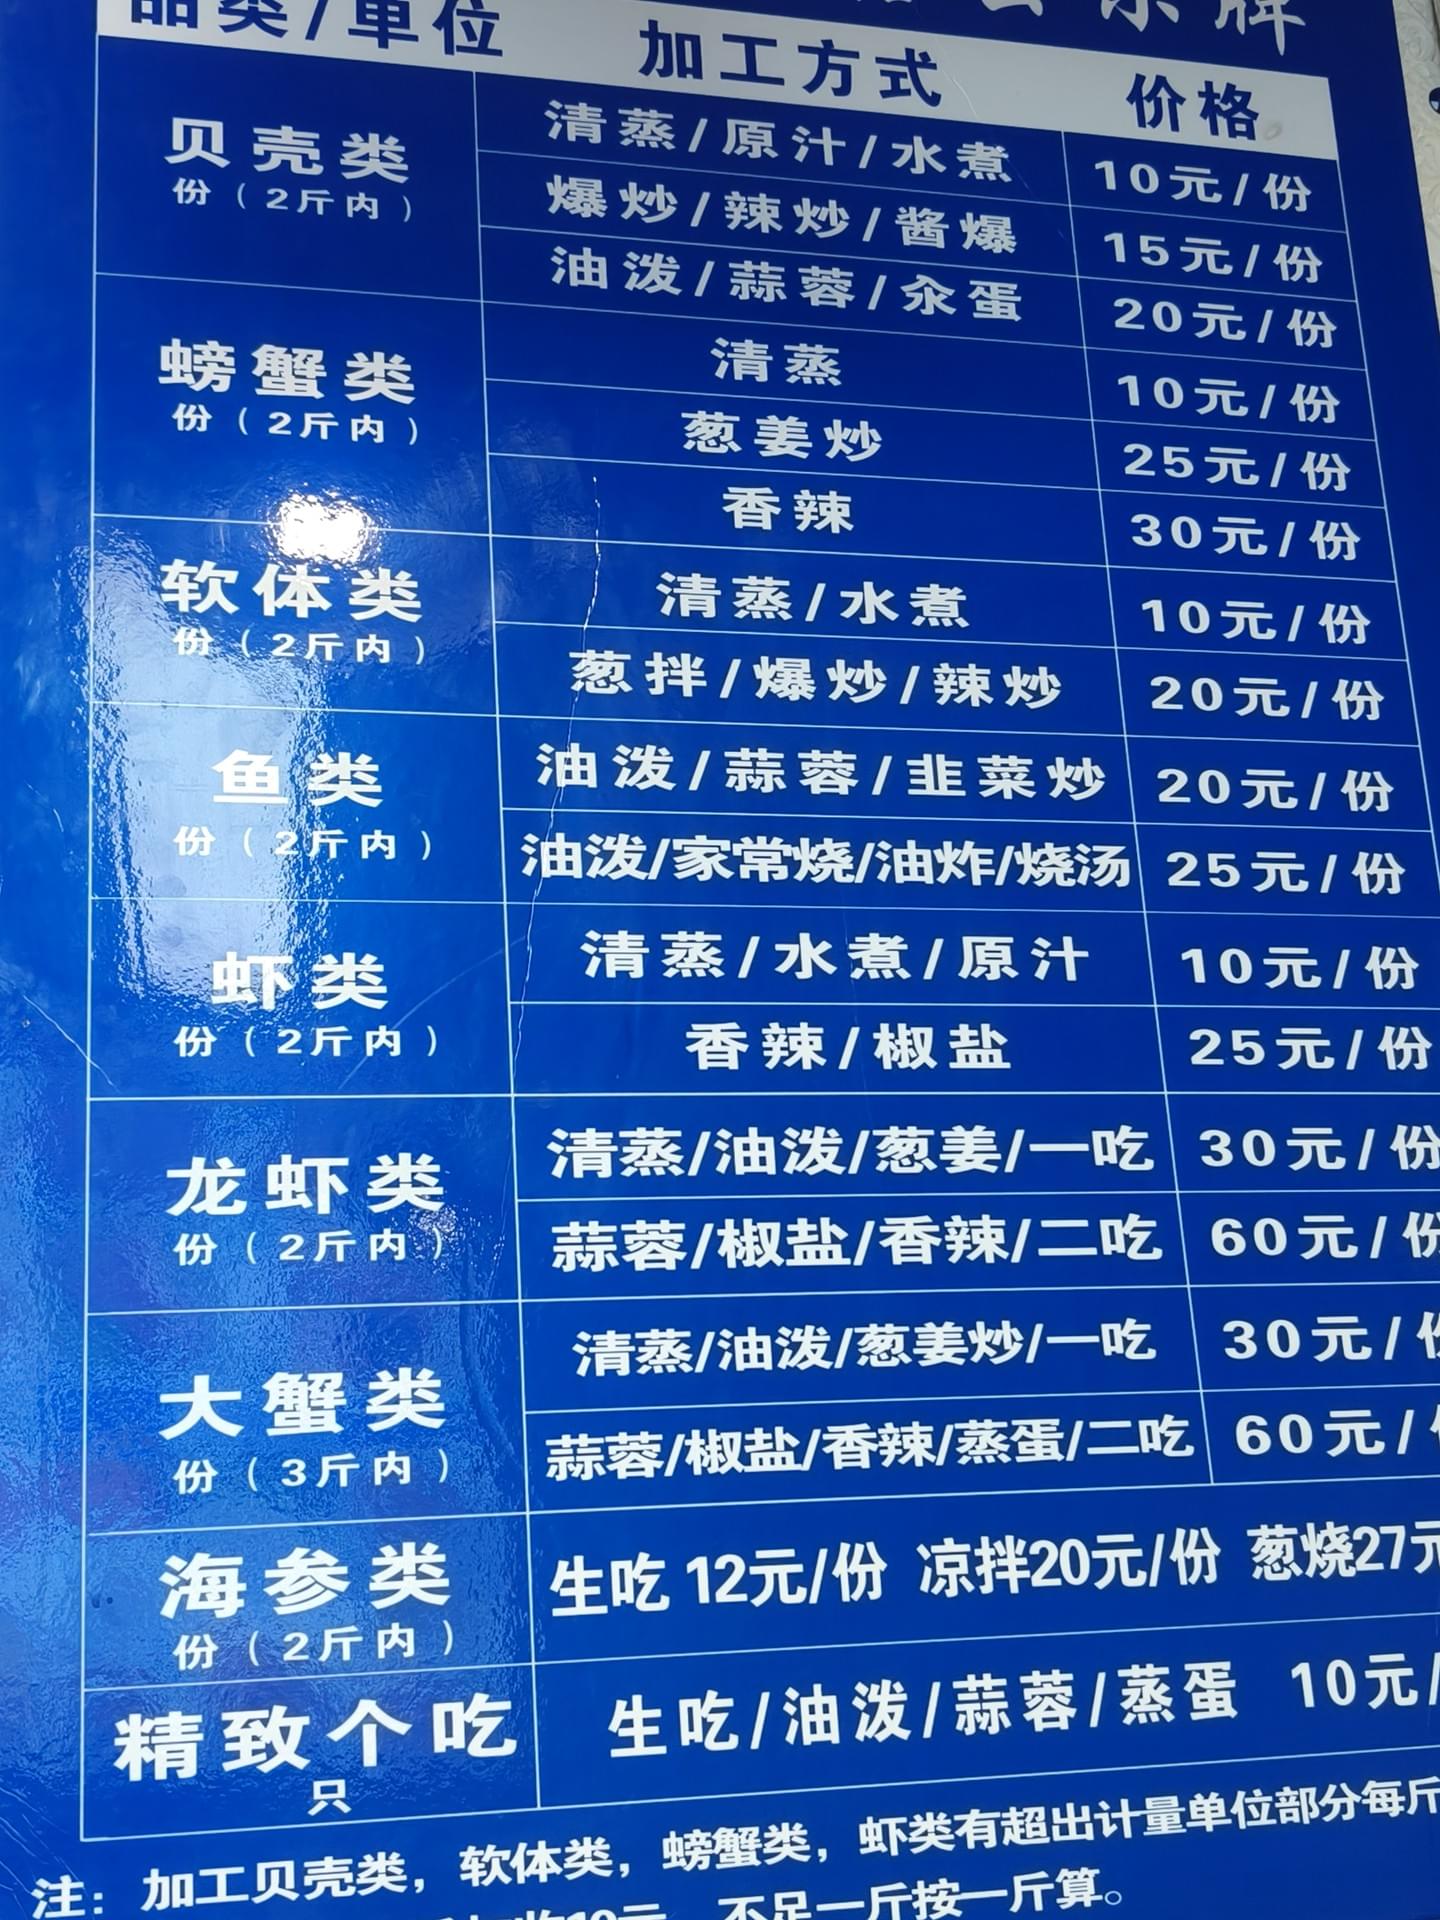 品类/单位 加工方式 价格
贝壳类 份（2斤内） 清蒸/原汁/水煮 10元/份
爆炒/辣炒/酱爆 15元/份
油泼/蒜蓉/汆蛋 20元/份
螃蟹类 份（2斤内） 清蒸 10元/份
葱姜炒 25元/份
香辣 30元/份
软体类 份（2斤内） 清蒸/水煮 10元/份
葱拌/爆炒/辣炒 20元/份
鱼类 份（2斤内） 油泼/蒜蓉/韭菜炒 20元/份
油泼/家常烧/油炸/烧汤 25元/份
虾类 份（2斤内） 清蒸/水煮/原汁 10元/份
香辣/椒盐 25元/份
龙虾类 份（2斤内） 清蒸/油泼/葱姜/一吃 30元/份
蒜蓉/椒盐/香辣/二吃 60元/份
大蟹类 份（3斤内） 清蒸/油泼/葱姜炒/一吃 30元/份
蒜蓉/椒盐/香辣/蒸蛋/二吃 60元/
海参类 份（2斤内） 生吃 12元/份 凉拌20元/份 葱烧27元
精致个吃 只 生吃/油泼/蒜蓉/蒸蛋 10元/
注：加工贝壳类，软体类，螃蟹类，虾类有超出计量单位部分每斤
不足一斤按一斤算。